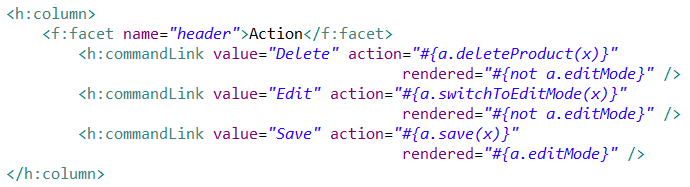 <h:column>
    <f:facet name="header">Action</f:facet>
        <h:commandLink value="Delete" action="#{a.deleteProduct(x)}"
                                            rendered="#{not a.editMode}" />
        <h:commandLink value="Edit" action="#{a.switchToEditMode(x)}"
                                            rendered="#{not a.editMode}" />
        <h:commandLink value="Save" action="#{a.save(x)}"
                                            rendered="#{a.editMode}" />
</h:column>